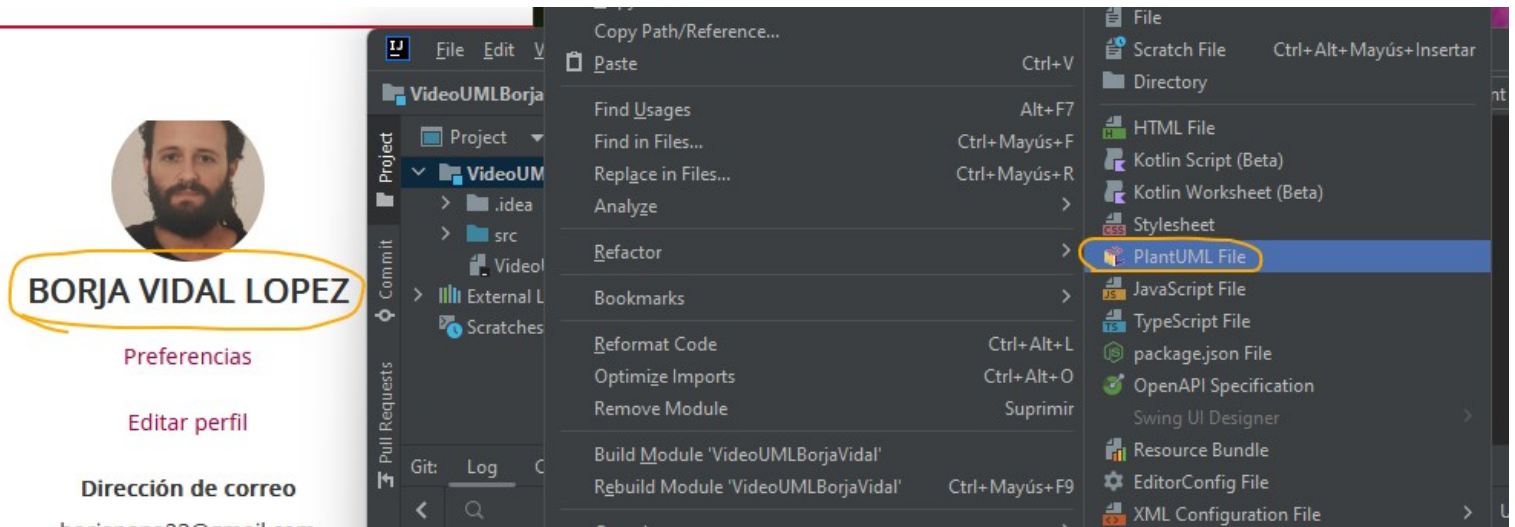 BORJA VIDAL LOPEZ
Preferencias
Editar perfil
Dirección de correo
IJ
File Edit V
VideoUMLBorja
Project
VideoUM
.idea
src
Video
External L
Scratches
Project
Commit
Pull Requests
Git: Log
Copy Path/Reference...
Paste Ctrl+V
Find Usages Alt+F7
Find in Files... Ctrl+Mayús+F
Replace in Files... Ctrl+Mayús+R
Analyze
Refactor
Bookmarks
Reformat Code Ctrl+Alt+L
Optimize Imports Ctrl+Alt+O
Remove Module Suprimir
Build Module 'VideoUMLBorjaVidal'
Rebuild Module 'VideoUMLBorjaVidal' Ctrl+Mayús+F9
File
Scratch File Ctrl+Alt+Mayús+Insertar
Directory
HTML File
Kotlin Script (Beta)
Kotlin Worksheet (Beta)
Stylesheet
PlantUML File
JavaScript File
TypeScript File
package.json File
OpenAPI Specification
Swing UI Designer
Resource Bundle
EditorConfig File
XML Configuration File
nt